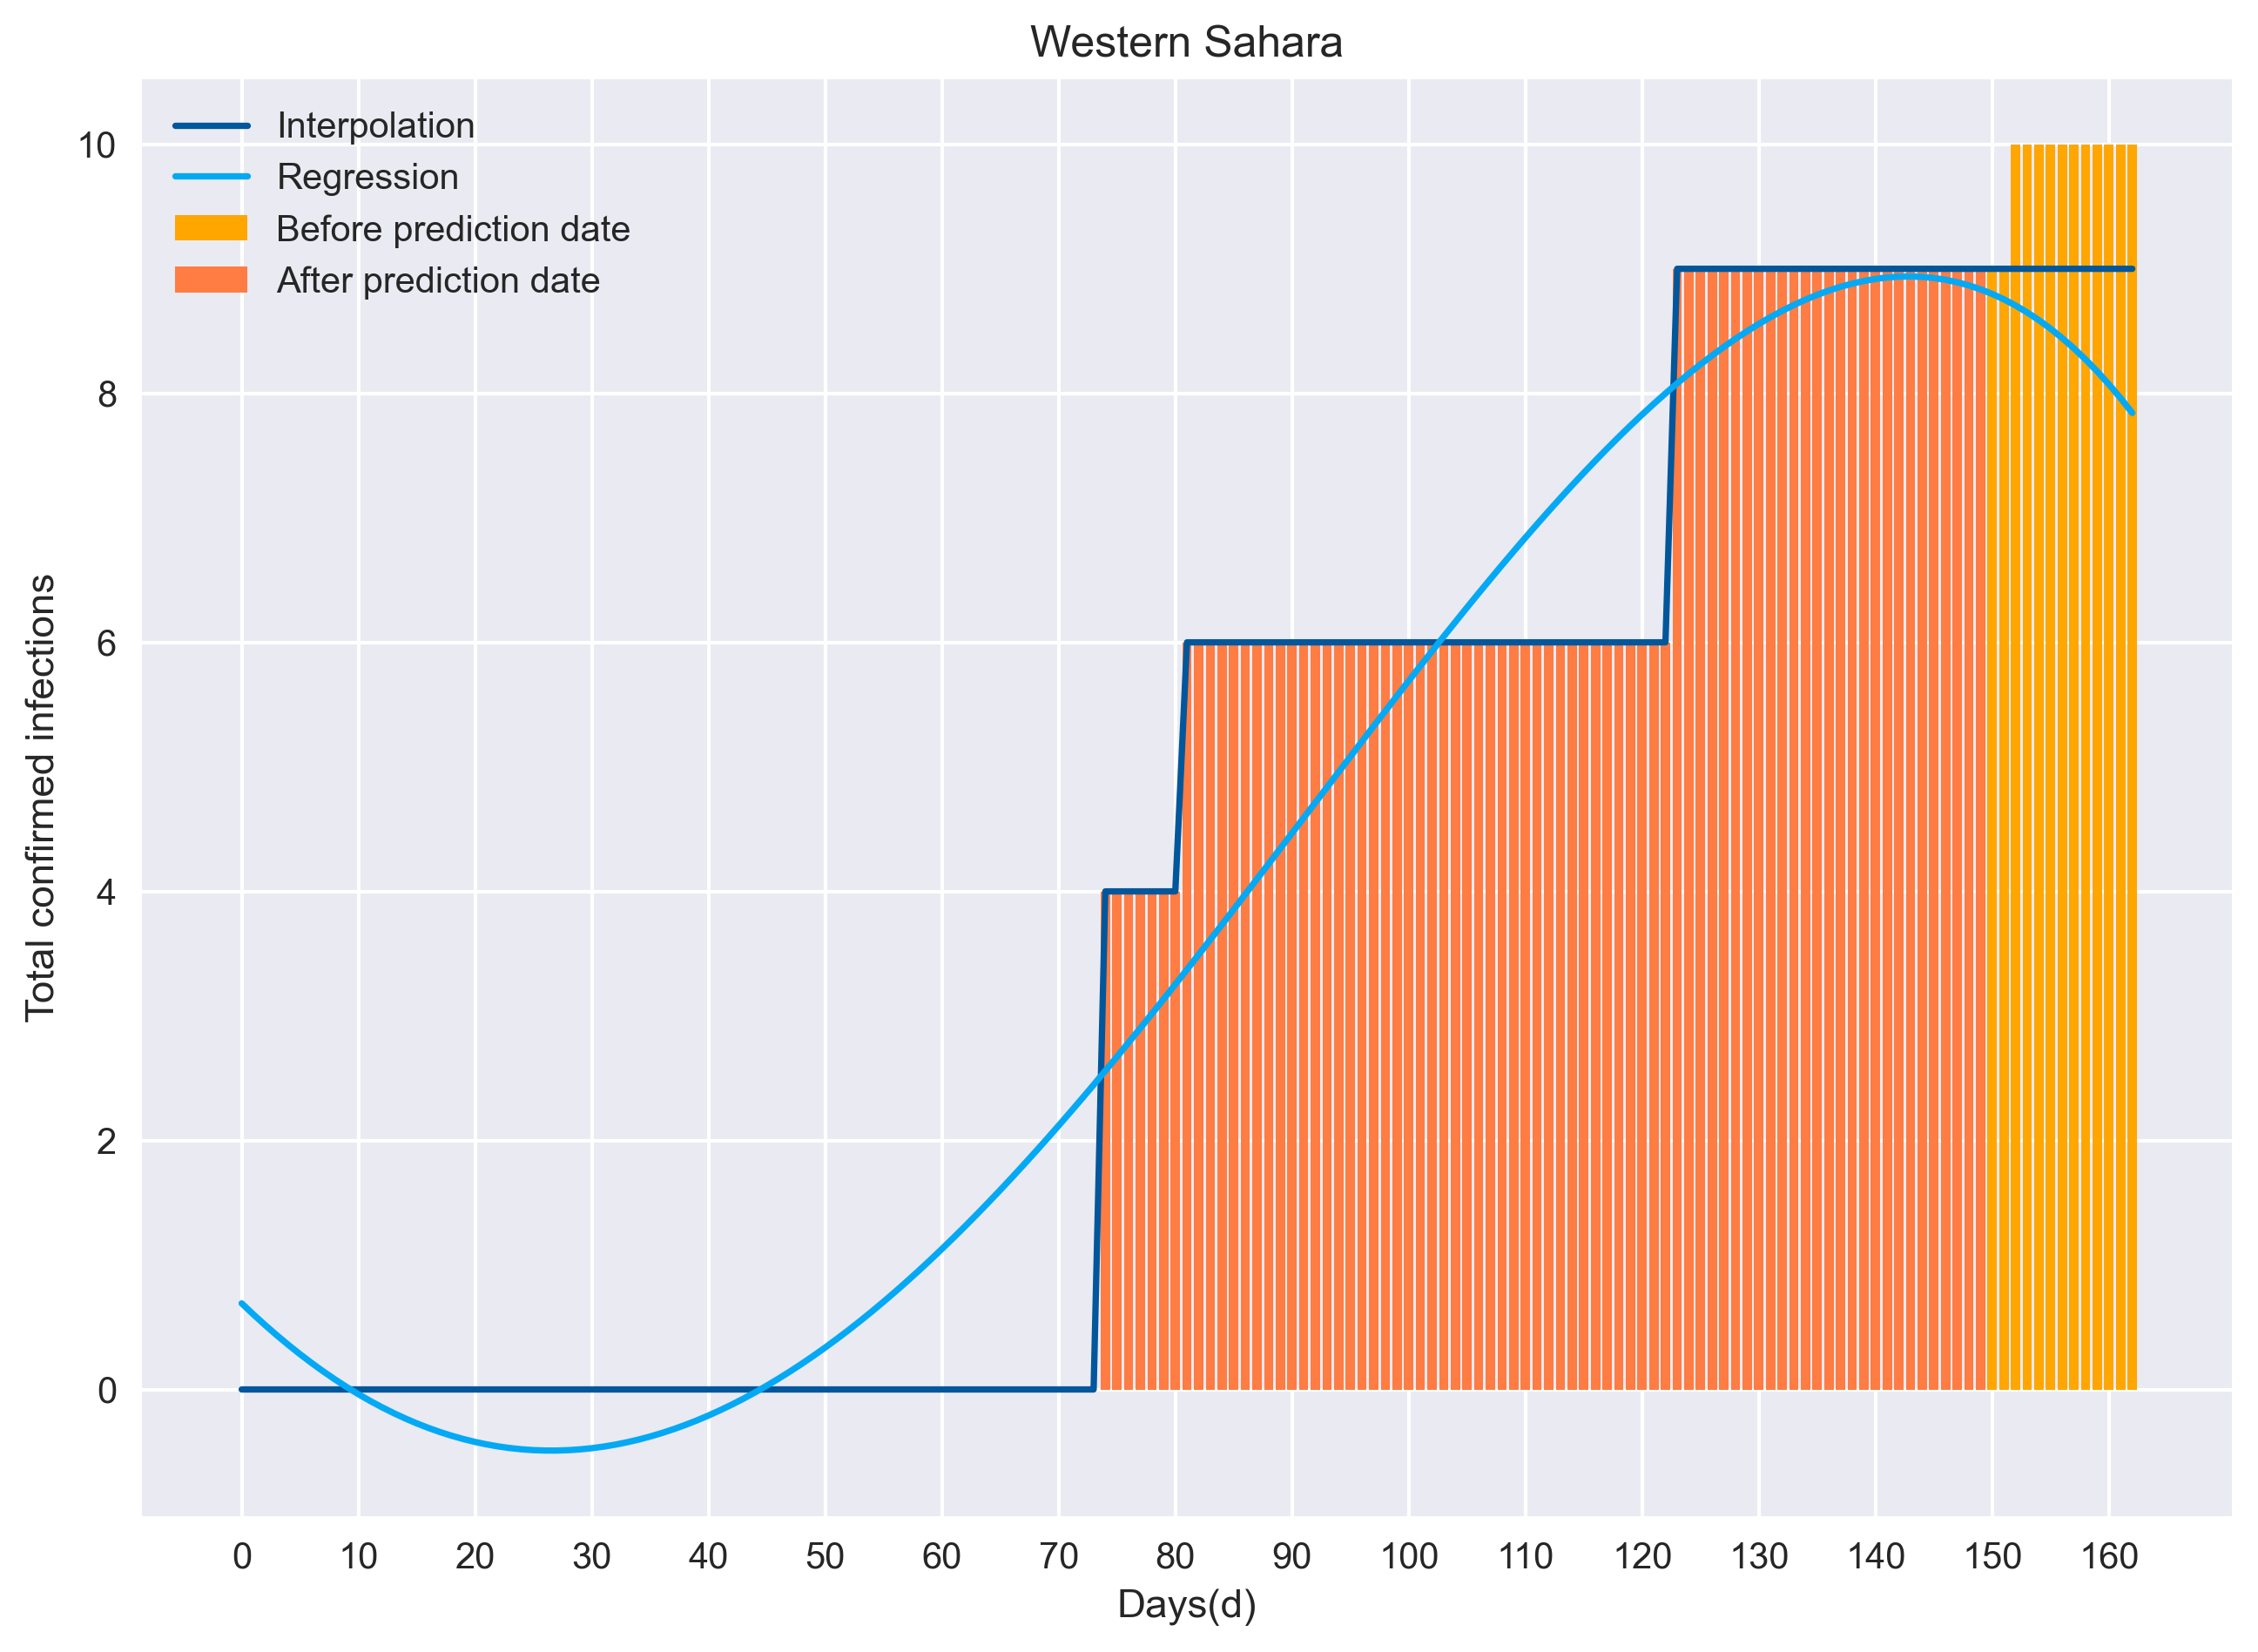 Western Sahara
Interpolation
Regression
Before prediction date
After prediction date
10
8
6
4
2
0
Total confirmed infections
0 10 20 30 40 50 60 70 80 90 100 110 120 130 140 150 160
Days(d)